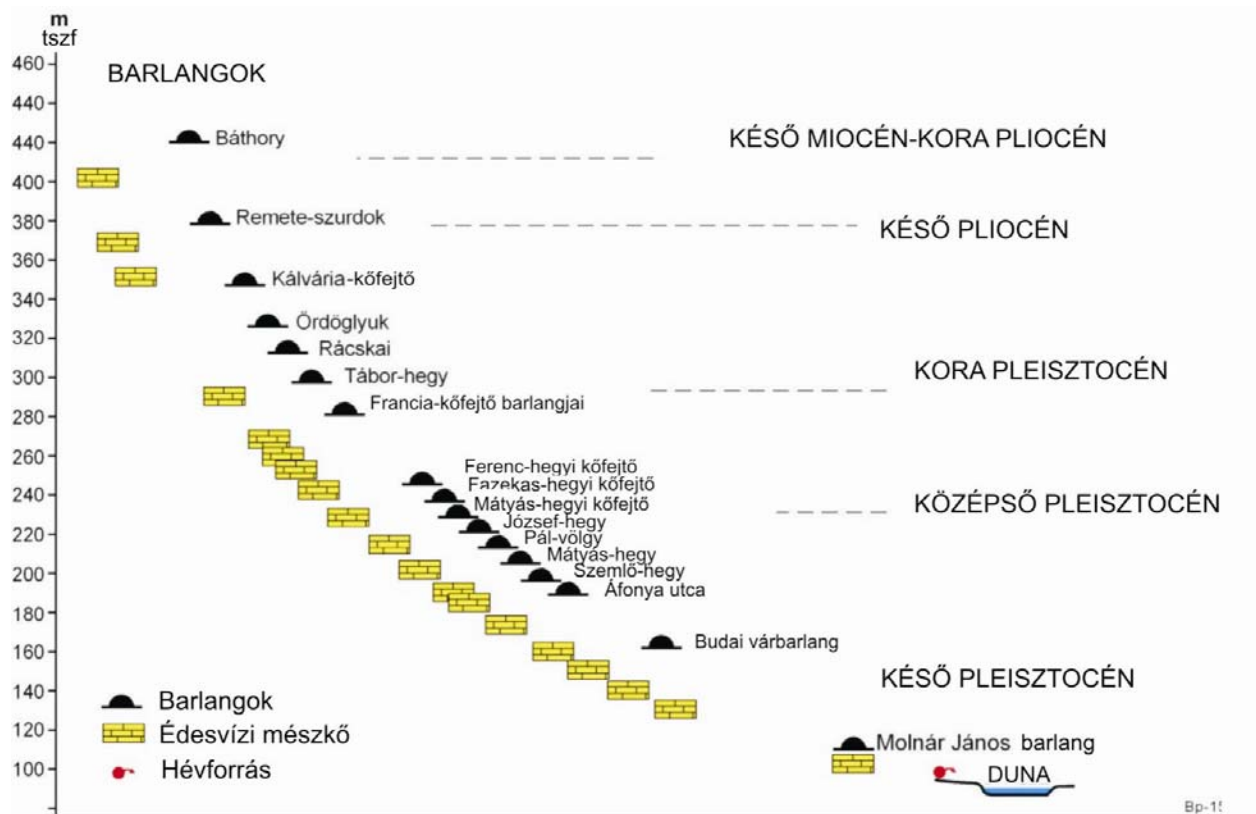 m
tszf
460
BARLANGOK
440
Báthory
KÉSŐ MIOCÉN-KORA PLIOCÉN
420
400
Remete-szurdok
380
KÉSŐ PLIOCÉN
360
Kálvária-kőfejtő
340
Ördöglyuk
320
Rácskai
KORA PLEISZTOCÉN
300
Tábor-hegy
Francia-kőfejtő barlangjai
280
260
Ferenc-hegyi kőfejtő
Fazekas-hegyi kőfejtő
240
Mátyás-hegyi kőfejtő
KÖZÉPSŐ PLEISZTOCÉN
József-hegy
220
Pál-völgy
Mátyás-hegy
200
Szemlő-hegy
Áfonya utca
180
160
Budai várbarlang
KÉSŐ PLEISZTOCÉN
140
Barlangok
120
Édesvízi mészkő
Molnár János barlang
100
Hévforrás
DUNA